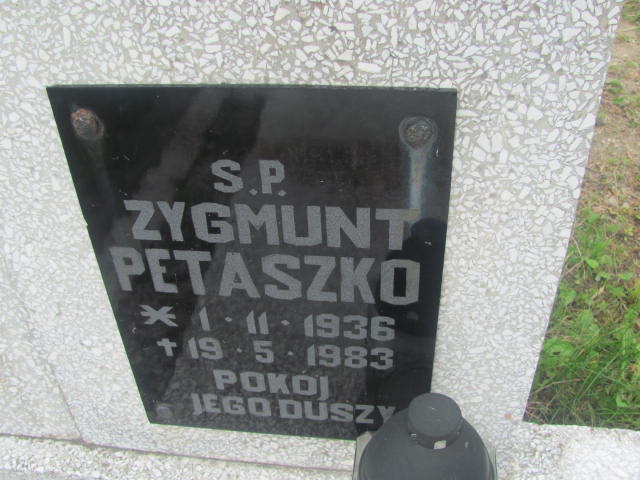 S.P.
ZYGMUNT
PETASZKO
* 1 · 11 · 1936
✝ 19 · 5 · 1983
POKOJ
JEGO DUSZY